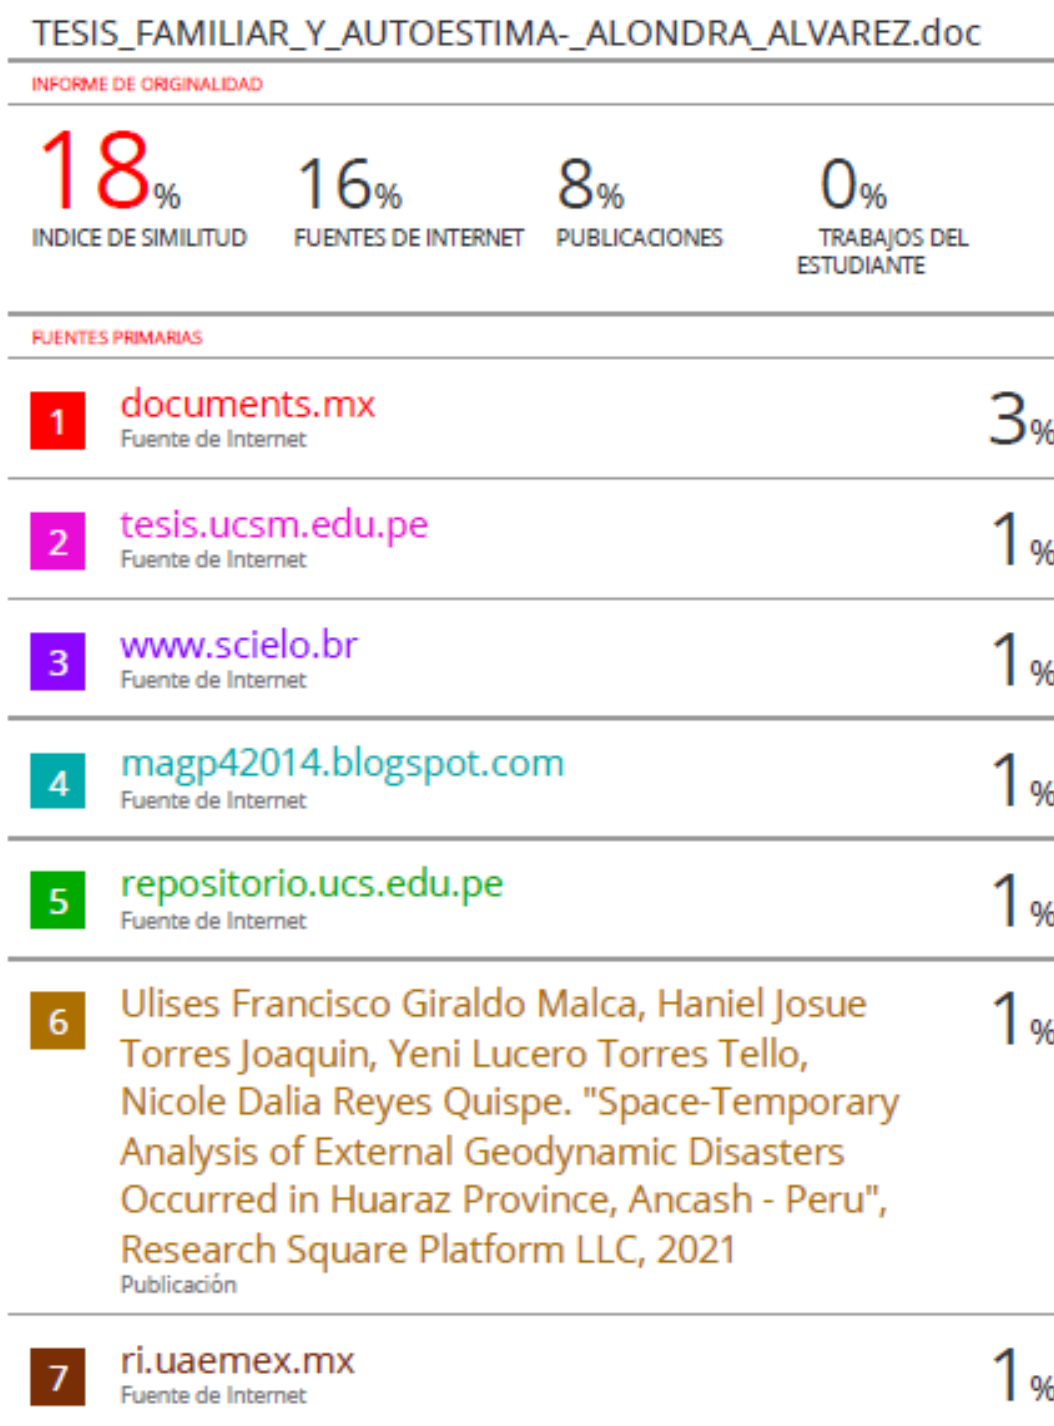 TESIS_FAMILIAR_Y_AUTOESTIMA-_ALONDRA_ALVAREZ.doc
INFORME DE ORIGINALIDAD
18%
INDICE DE SIMILITUD
16%
FUENTES DE INTERNET
8%
PUBLICACIONES
0%
TRABAJOS DEL
ESTUDIANTE
FUENTES PRIMARIAS
1
documents.mx
Fuente de Internet
3%
2
tesis.ucsm.edu.pe
Fuente de Internet
1%
3
www.scielo.br
Fuente de Internet
1%
4
magp42014.blogspot.com
Fuente de Internet
1%
5
repositorio.ucs.edu.pe
Fuente de Internet
1%
6
Ulises Francisco Giraldo Malca, Haniel Josue
Torres Joaquin, Yeni Lucero Torres Tello,
Nicole Dalia Reyes Quispe. "Space-Temporary
Analysis of External Geodynamic Disasters
Occurred in Huaraz Province, Ancash - Peru",
Research Square Platform LLC, 2021
Publicación
1%
7
ri.uaemex.mx
Fuente de Internet
1%